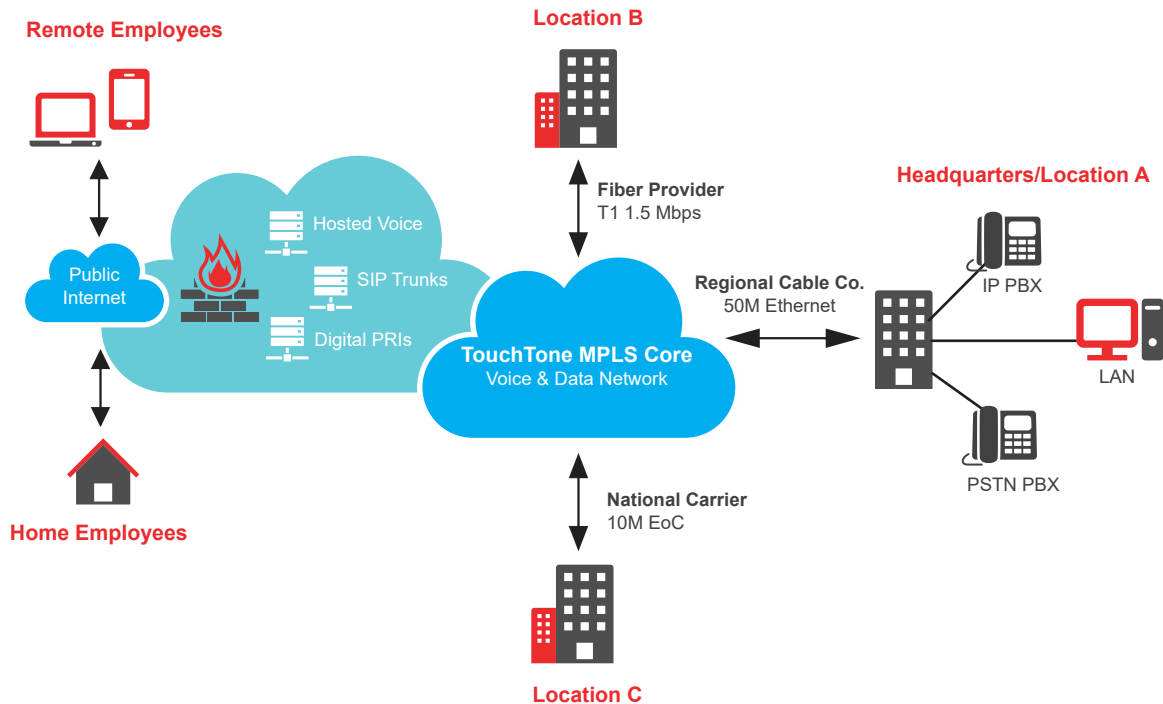 Remote Employees
Location B
Headquarters/Location A
Fiber Provider
T1 1.5 Mbps
Hosted Voice
Public
Internet
SIP Trunks
Digital PRIs
Regional Cable Co.
50M Ethernet
IP PBX
TouchTone MPLS Core
Voice & Data Network
LAN
PSTN PBX
National Carrier
10M EoC
Home Employees
Location C